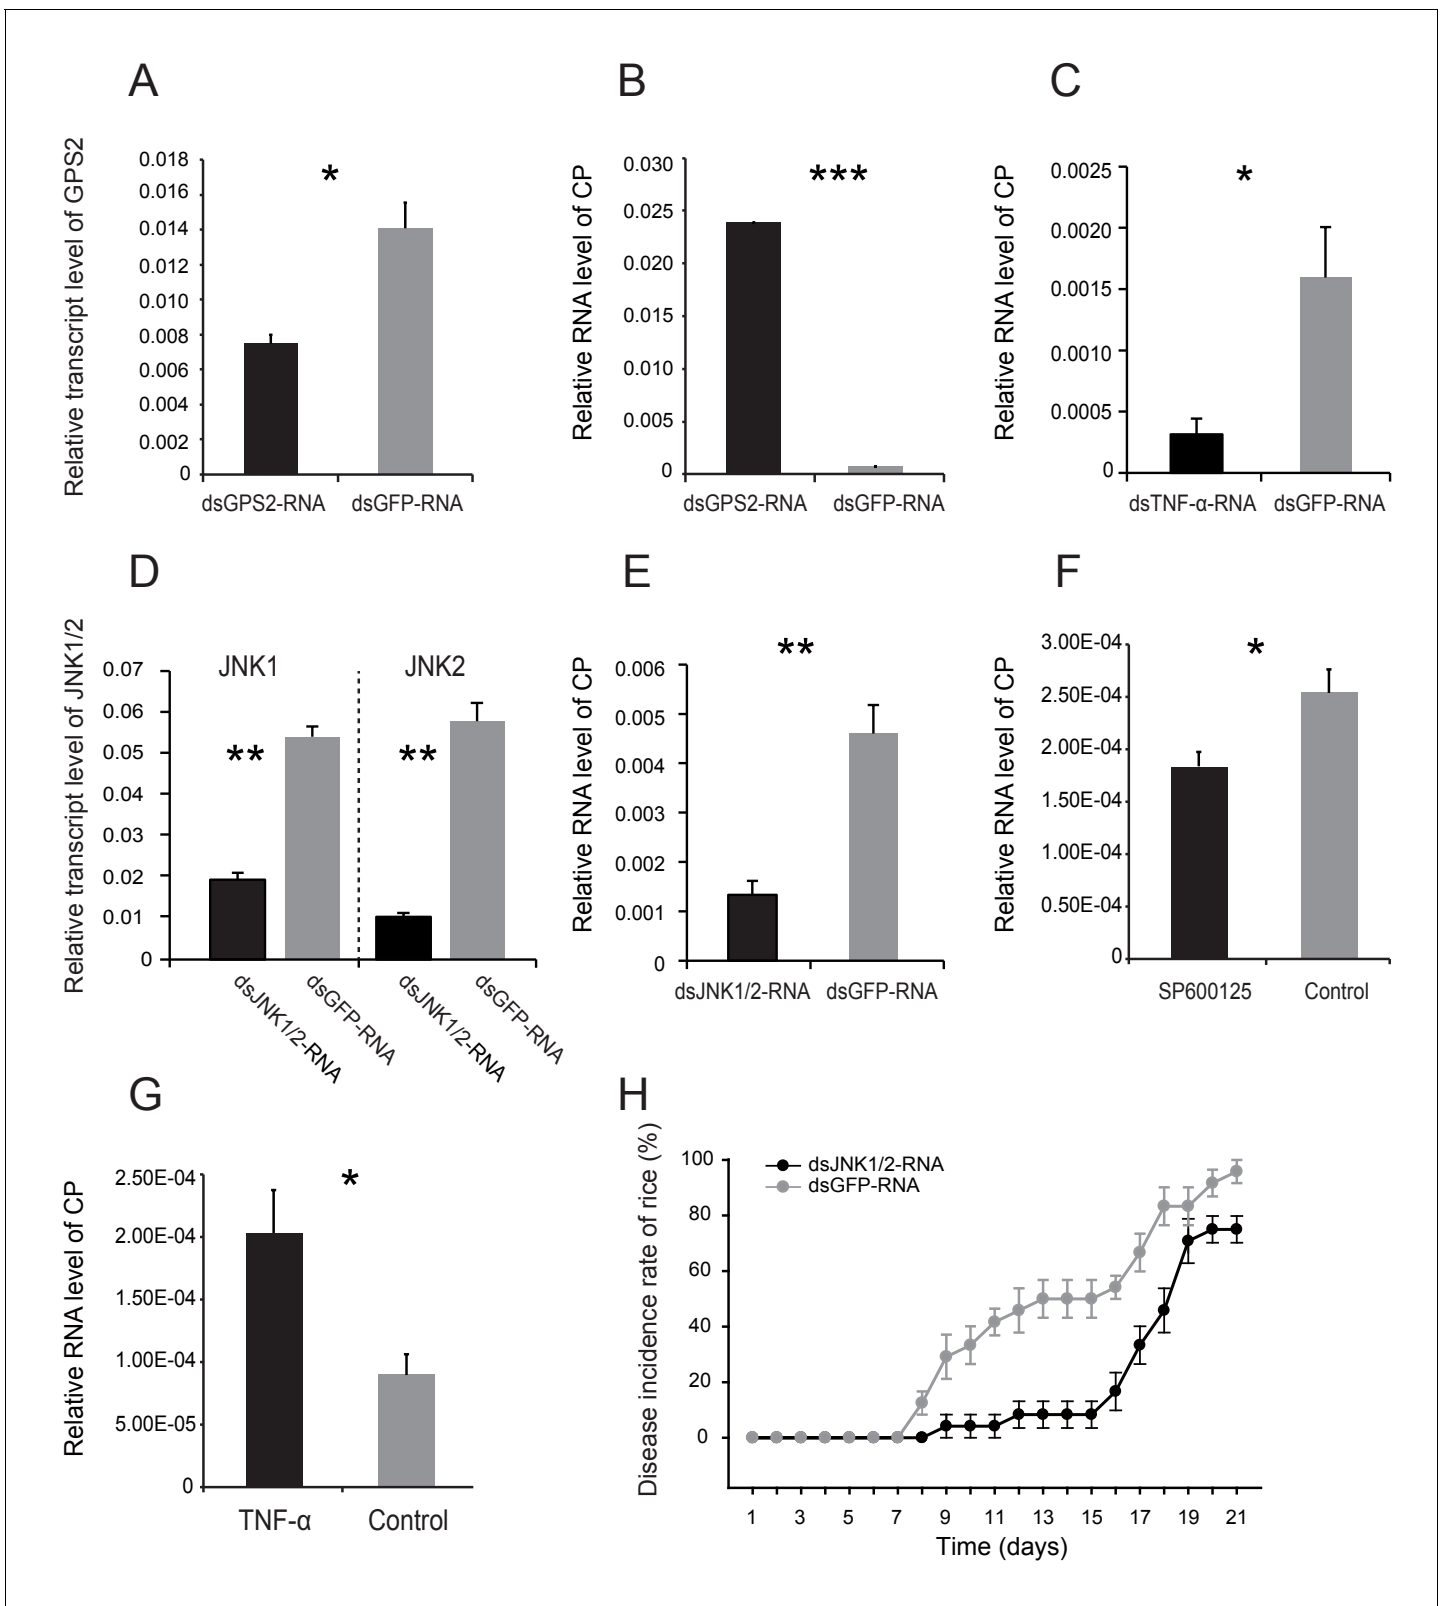 A
Relative transcript level of GPS2
0.018
0.016
0.014
0.012
0.010
0.008
0.006
0.004
0.002
0
*
dsGPS2-RNA dsGFP-RNA
B
Relative RNA level of CP
0.030
0.025
0.020
0.015
0.010
0.005
0
***
dsGPS2-RNA dsGFP-RNA
C
Relative RNA level of CP
0.0025
0.0020
0.0015
0.0010
0.0005
0
*
dsTNF-α-RNA dsGFP-RNA
D
Relative transcript level of JNK1/2
0.07
0.06
0.05
0.04
0.03
0.02
0.01
0
JNK1 JNK2
** **
dsJNK1/2-RNA
dsGFP-RNA
dsJNK1/2-RNA
dsGFP-RNA
E
Relative RNA level of CP
0.006
0.005
0.004
0.003
0.002
0.001
0
**
dsJNK1/2-RNA dsGFP-RNA
F
Relative RNA level of CP
3.00E-04
2.50E-04
2.00E-04
1.50E-04
1.00E-04
0.50E-04
0
*
SP600125 Control
G
Relative RNA level of CP
2.50E-04
2.00E-04
1.50E-04
1.00E-04
5.00E-05
0
*
TNF-α Control
H
Disease incidence rate of rice (%)
100
80
60
40
20
0
dsJNK1/2-RNA
dsGFP-RNA
1 3 5 7 9 11 13 15 17 19 21
Time (days)